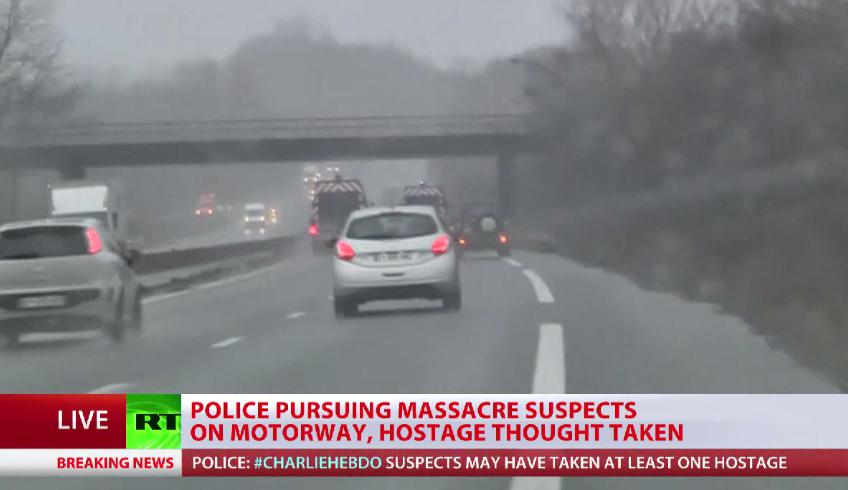 LIVE
RT
POLICE PURSUING MASSACRE SUSPECTS
ON MOTORWAY, HOSTAGE THOUGHT TAKEN
BREAKING NEWS
POLICE: #CHARLIEHEBDO SUSPECTS MAY HAVE TAKEN AT LEAST ONE HOSTAGE